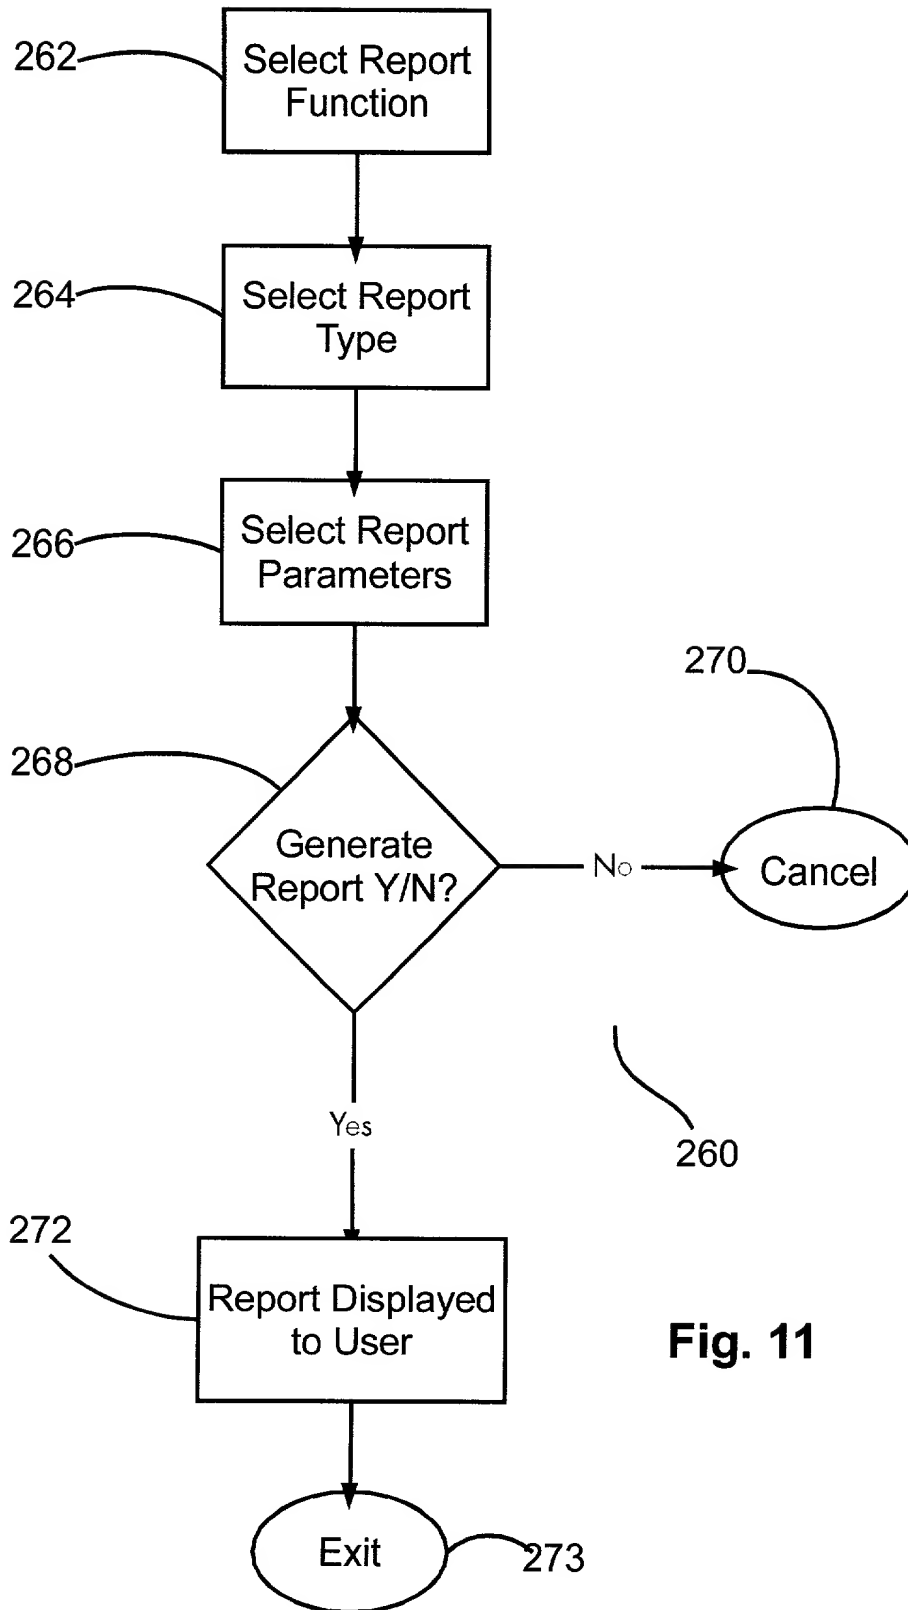 262
Select Report
Function
264
Select Report
Type
266
Select Report
Parameters
270
268
Generate
Report Y/N?
No
Cancel
Yes
260
272
Report Displayed
to User
Fig. 11
Exit
273